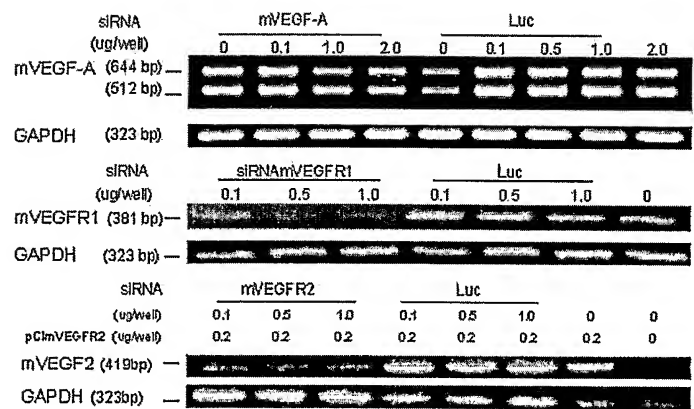 siRNA mVEGF-A Luc
(ug/well) 0 0.1 1.0 2.0 0 0.1 0.5 1.0 2.0
mVEGF-A (644 bp)
(512 bp)
GAPDH (323 bp)
siRNA siRNAmVEGFR1 Luc
(ug/well) 0.1 0.5 1.0 0.1 0.5 1.0 0
mVEGFR1 (381 bp)
GAPDH (323 bp)
siRNA mVEGFR2 Luc
(ug/well) 0.1 0.5 1.0 0.1 0.5 1.0 0 0
pCImVEGFR2 (ug/well) 0.2 0.2 0.2 0.2 0.2 0.2 0.2 0
mVEGF2 (419bp)
GAPDH (323bp)